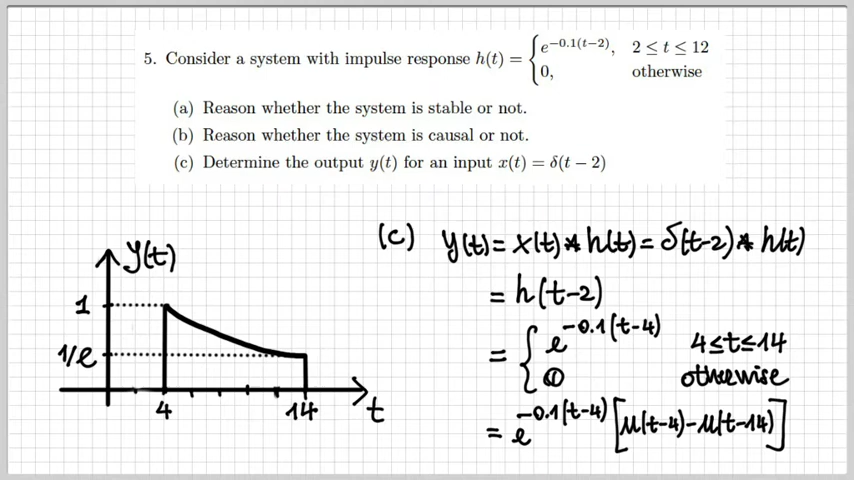 5. Consider a system with impulse response h(t) = { e^{-0.1(t-2)}, 2 ≤ t ≤ 12
0, otherwise
(a) Reason whether the system is stable or not.
(b) Reason whether the system is causal or not.
(c) Determine the output y(t) for an input x(t) = δ(t − 2)
(c) y(t) = x(t) * h(t) = δ(t-2) * h(t)
= h(t-2)
= { e^{-0.1(t-4)} 4≤t≤14
0 otherwise
= e^{-0.1(t-4)} [u(t-4)-u(t-14)]
y(t)
1
1/e
4 14 t